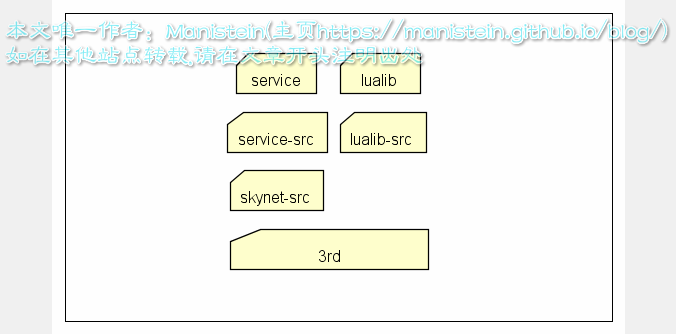 本文唯一作者：Manistein(主页https://manistein.github.io/blog/)
如在其他站点转载,请在文章开头注明出处
service lualib
service-src lualib-src
skynet-src
3rd